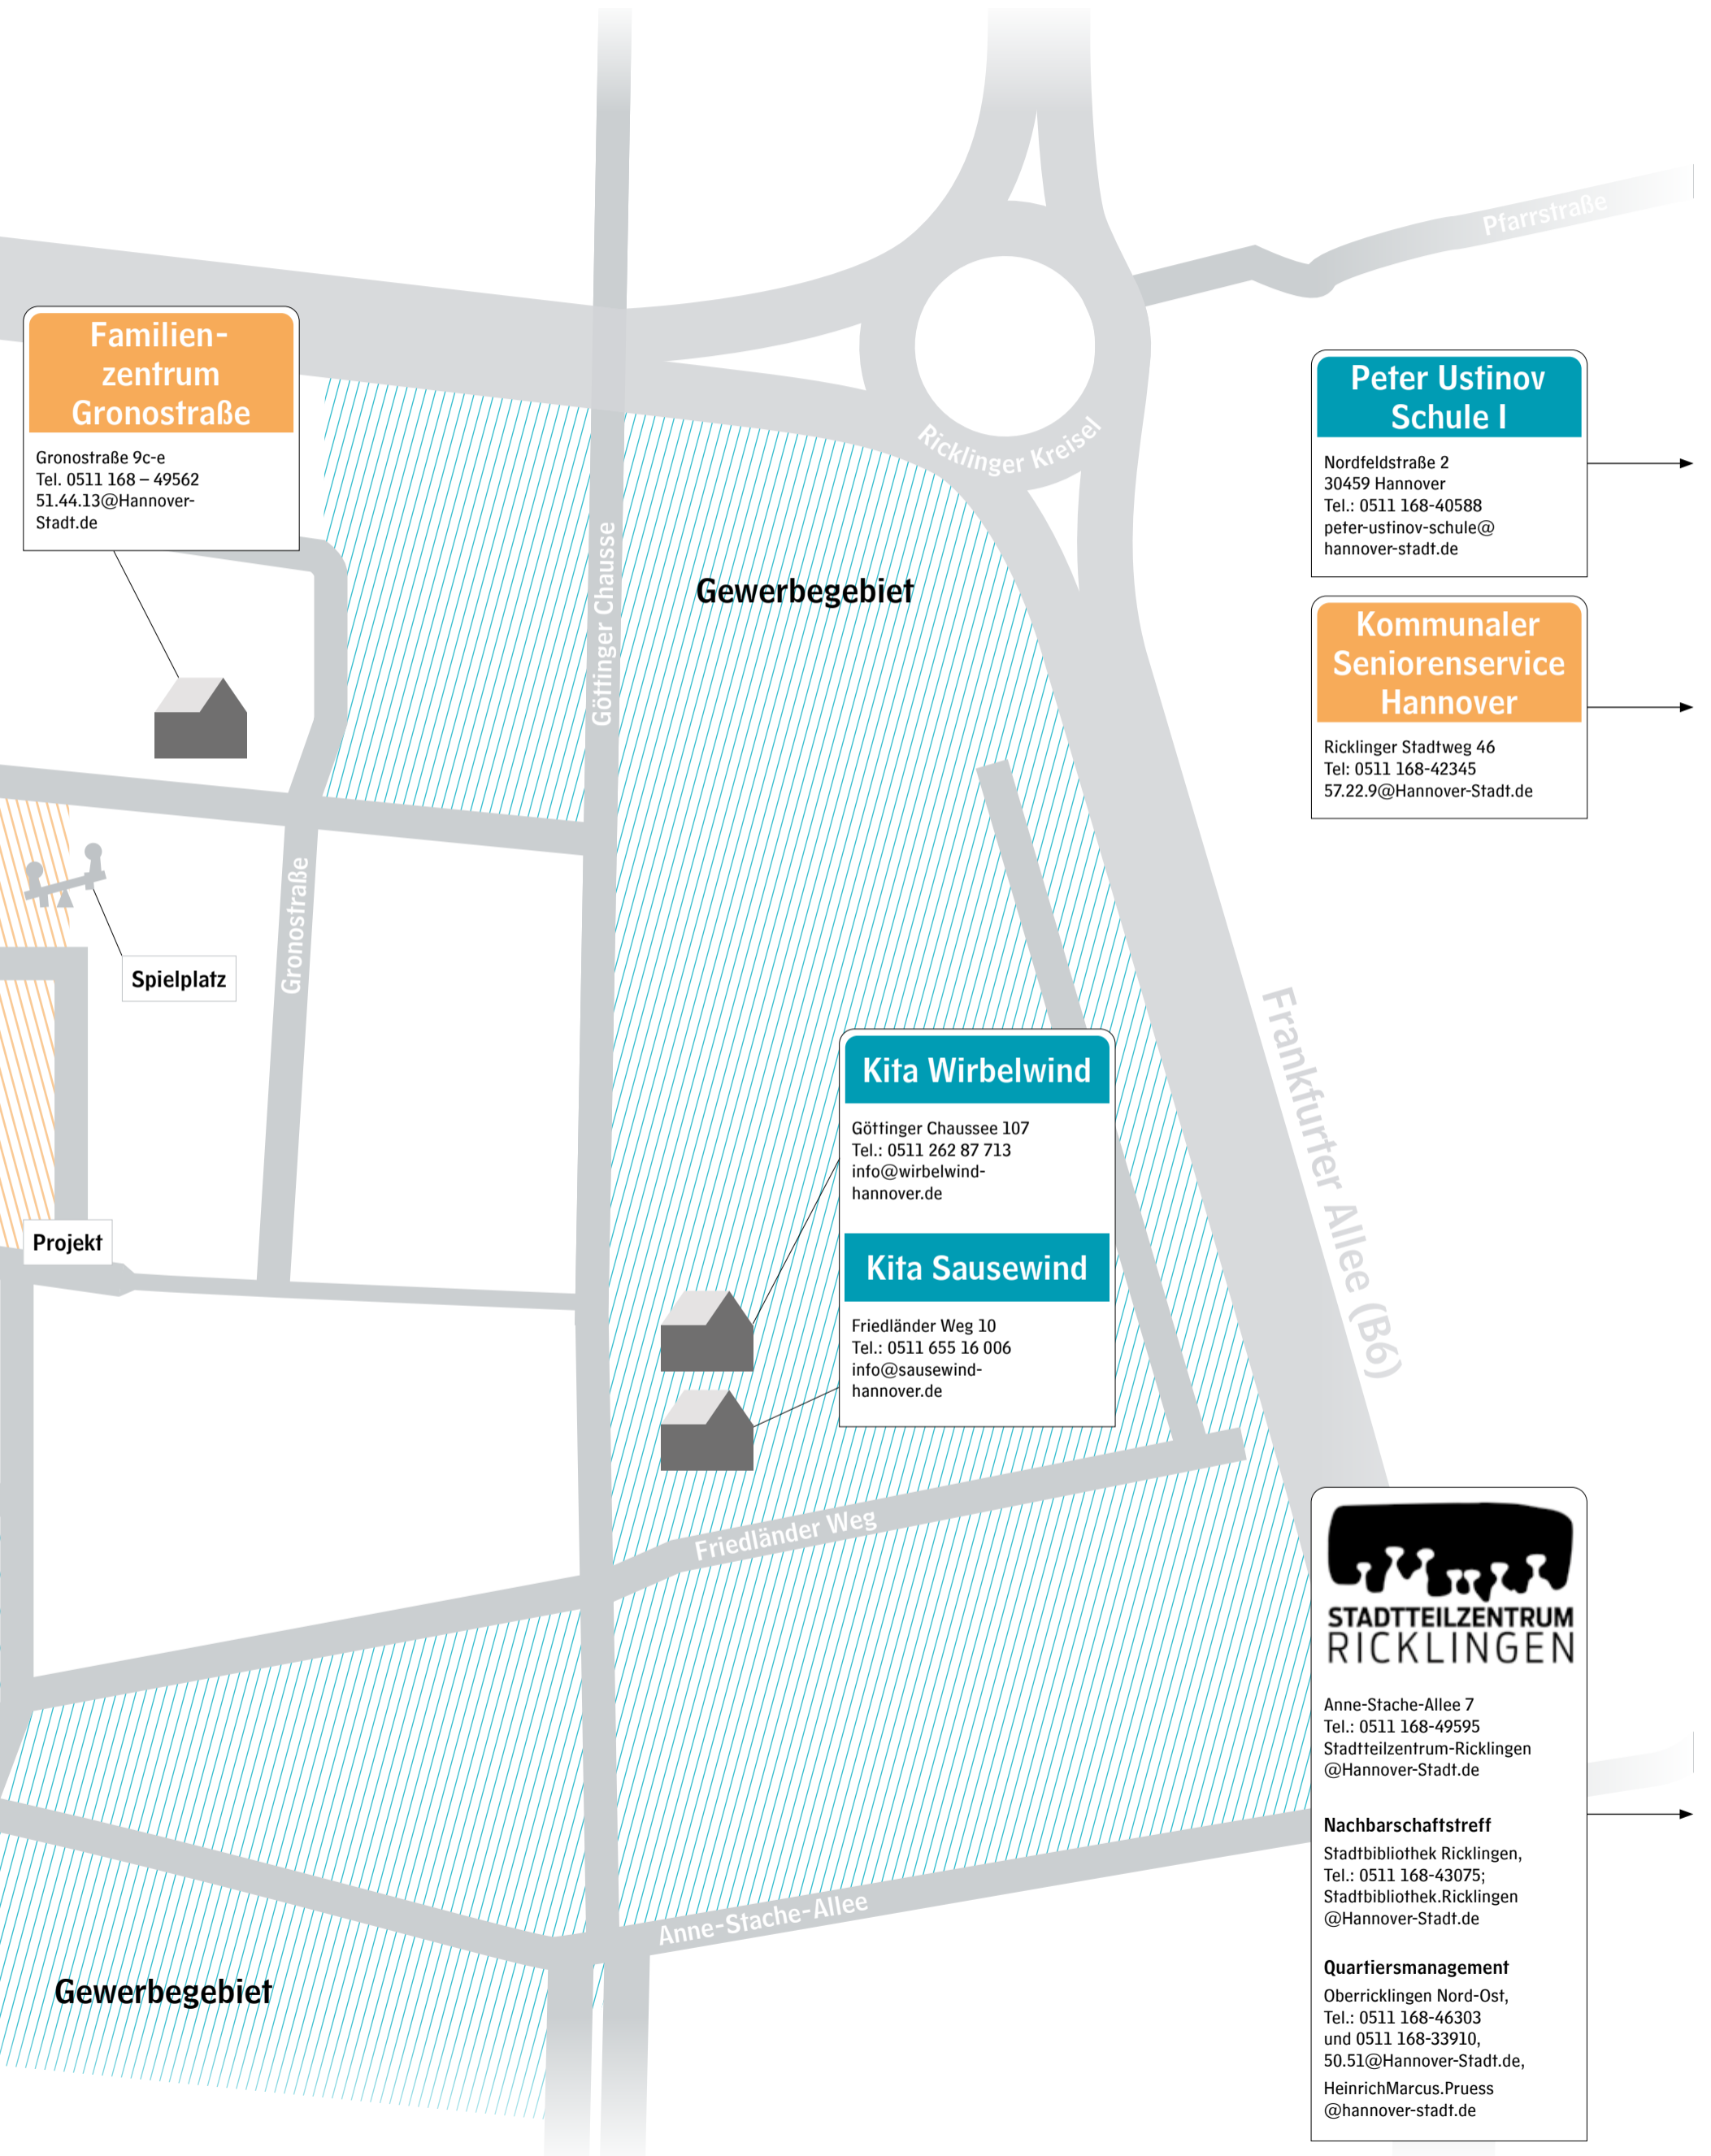 Pfarrstraße
Familien-
zentrum
Gronostraße
Gronostraße 9c-e
Tel. 0511 168 – 49562
51.44.13@Hannover-
Stadt.de
Ricklinger Kreisel
Peter Ustinov
Schule I
Nordfeldstraße 2
30459 Hannover
Tel.: 0511 168-40588
peter-ustinov-schule@
hannover-stadt.de
Göttinger Chausse
Gewerbegebiet
Kommunaler
Seniorenservice
Hannover
Ricklinger Stadtweg 46
Tel: 0511 168-42345
57.22.9@Hannover-Stadt.de
Gronostraße
Spielplatz
Frankfurter Allee (B6)
Kita Wirbelwind
Göttinger Chaussee 107
Tel.: 0511 262 87 713
info@wirbelwind-
hannover.de
Projekt
Kita Sausewind
Friedländer Weg 10
Tel.: 0511 655 16 006
info@sausewind-
hannover.de
Friedländer Weg
STADTTEILZENTRUM
RICKLINGEN
Anne-Stache-Allee 7
Tel.: 0511 168-49595
Stadtteilzentrum-Ricklingen
@Hannover-Stadt.de
Nachbarschaftstreff
Stadtbibliothek Ricklingen,
Tel.: 0511 168-43075;
Stadtbibliothek.Ricklingen
@Hannover-Stadt.de
Quartiersmanagement
Oberricklingen Nord-Ost,
Tel.: 0511 168-46303
und 0511 168-33910,
50.51@Hannover-Stadt.de,
HeinrichMarcus.Pruess
@hannover-stadt.de
Anne-Stache-Allee
Gewerbegebiet